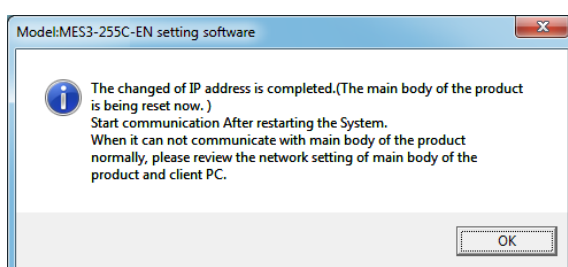 Model:MES3-255C-EN setting software
The changed of IP address is completed.(The main body of the product
is being reset now. )
Start communication After restarting the System.
When it can not communicate with main body of the product
normally, please review the network setting of main body of the
product and client PC.
OK